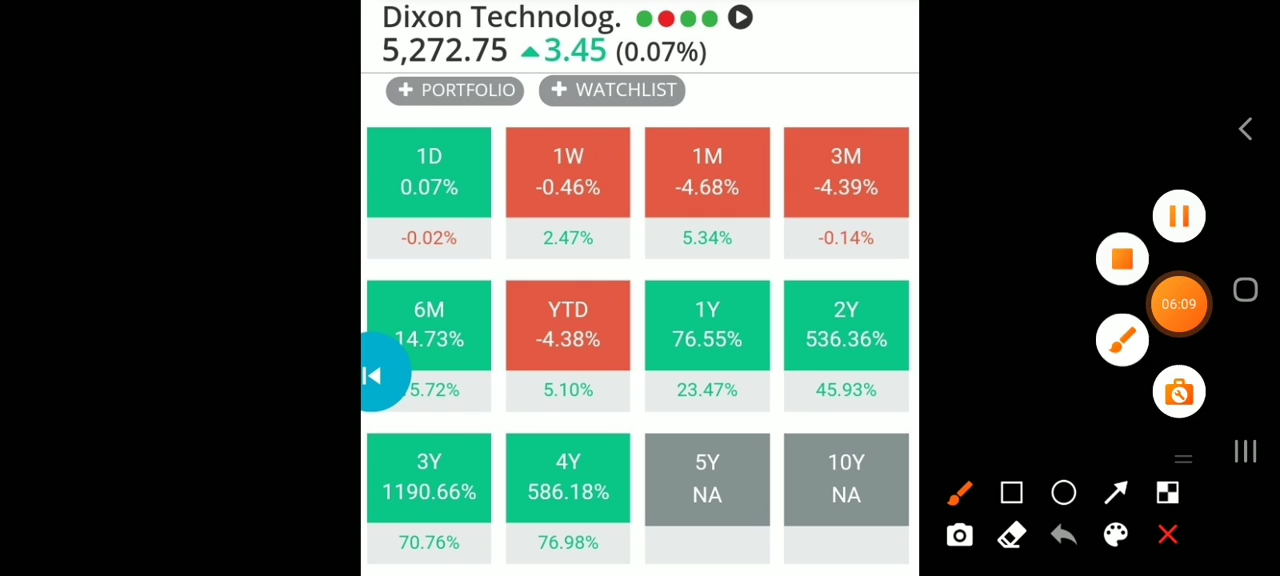 Dixon Technolog.
5,272.75 ▲3.45 (0.07%)
+ PORTFOLIO + WATCHLIST
1D 1W 1M 3M
0.07% -0.46% -4.68% -4.39%
-0.02% 2.47% 5.34% -0.14%
6M YTD 1Y 2Y
14.73% -4.38% 76.55% 536.36%
5.10% 23.47% 45.93%
3Y 4Y 5Y 10Y
1190.66% 586.18% NA NA
70.76% 76.98%
06:09